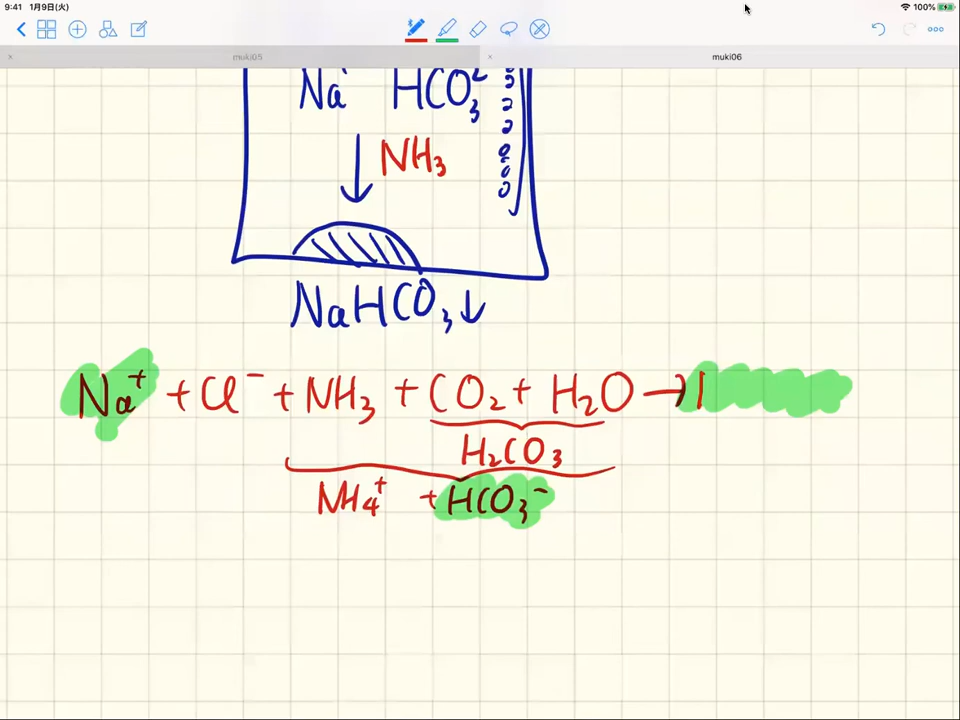 9:41 1月9日(火) 100%
muki05 muki06
Na HCO₃
NH₃
NaHCO₃↓
Na⁺ + Cl⁻ + NH₃ + CO₂ + H₂O →
H₂CO₃
NH₄⁺ + HCO₃⁻